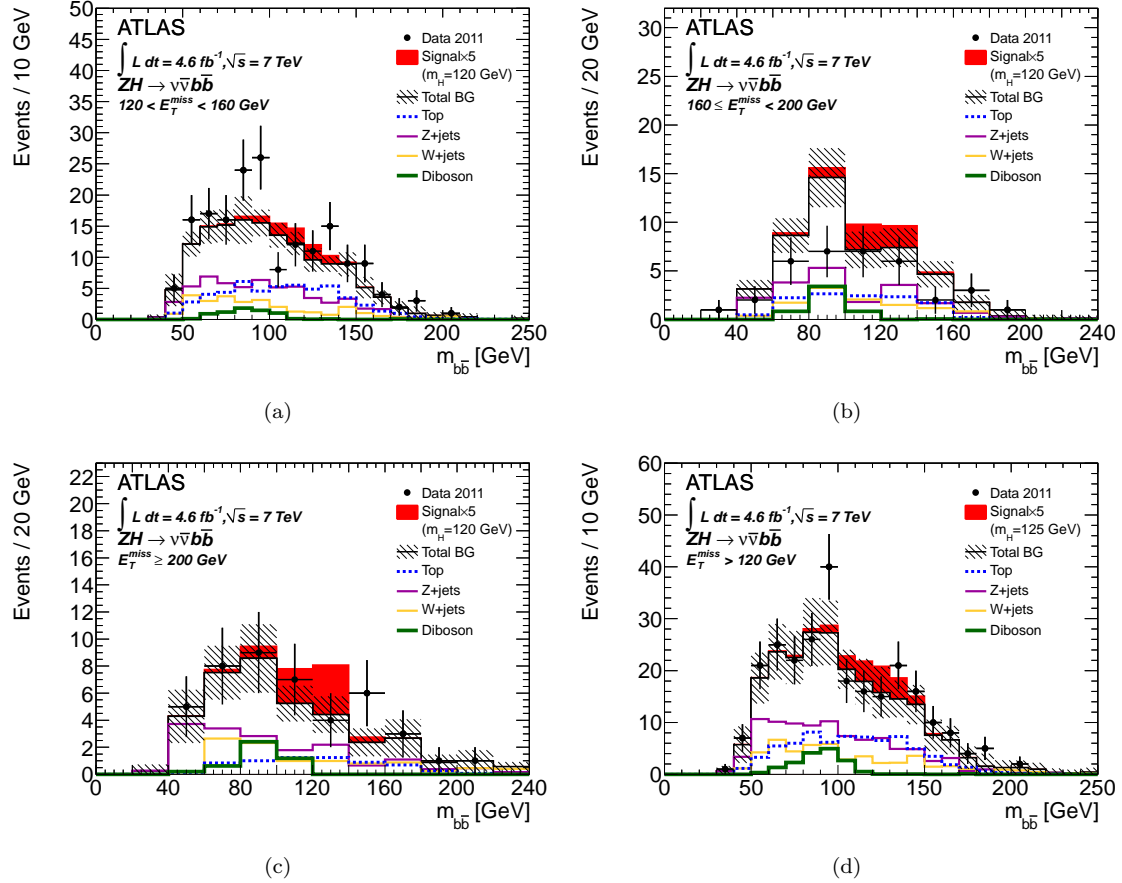 Events / 10 GeV
50
45
40
35
30
25
20
15
10
5
0
ATLAS
∫ L dt = 4.6 fb⁻¹, √s = 7 TeV
ZH → νν̄bb̄
120 < E_T^miss < 160 GeV
Data 2011
Signal×5
(m_H=120 GeV)
Total BG
Top
Z+jets
W+jets
Diboson
0 50 100 150 200 250
m_bb̄ [GeV]
(a)
Events / 20 GeV
30
25
20
15
10
5
0
ATLAS
∫ L dt = 4.6 fb⁻¹, √s = 7 TeV
ZH → νν̄bb̄
160 ≤ E_T^miss < 200 GeV
Data 2011
Signal×5
(m_H=120 GeV)
Total BG
Top
Z+jets
W+jets
Diboson
0 40 80 120 160 200 240
m_bb̄ [GeV]
(b)
Events / 20 GeV
22
20
18
16
14
12
10
8
6
4
2
0
ATLAS
∫ L dt = 4.6 fb⁻¹, √s = 7 TeV
ZH → νν̄bb̄
E_T^miss ≥ 200 GeV
Data 2011
Signal×5
(m_H=120 GeV)
Total BG
Top
Z+jets
W+jets
Diboson
0 40 80 120 160 200 240
m_bb̄ [GeV]
(c)
Events / 10 GeV
60
50
40
30
20
10
0
ATLAS
∫ L dt = 4.6 fb⁻¹, √s = 7 TeV
ZH → νν̄bb̄
E_T^miss > 120 GeV
Data 2011
Signal×5
(m_H=125 GeV)
Total BG
Top
Z+jets
W+jets
Diboson
0 50 100 150 200 250
m_bb̄ [GeV]
(d)